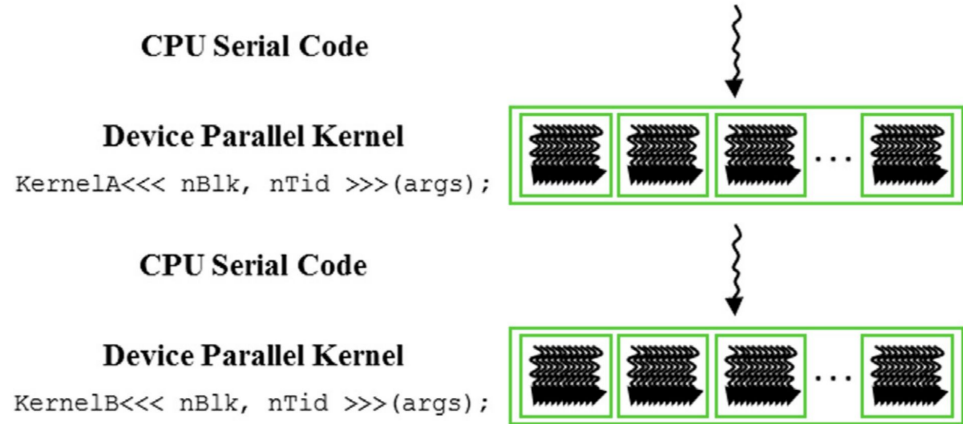 CPU Serial Code
Device Parallel Kernel
...
KernelA<<< nBlk, nTid >>>(args);
CPU Serial Code
Device Parallel Kernel
...
KernelB<<< nBlk, nTid >>>(args);